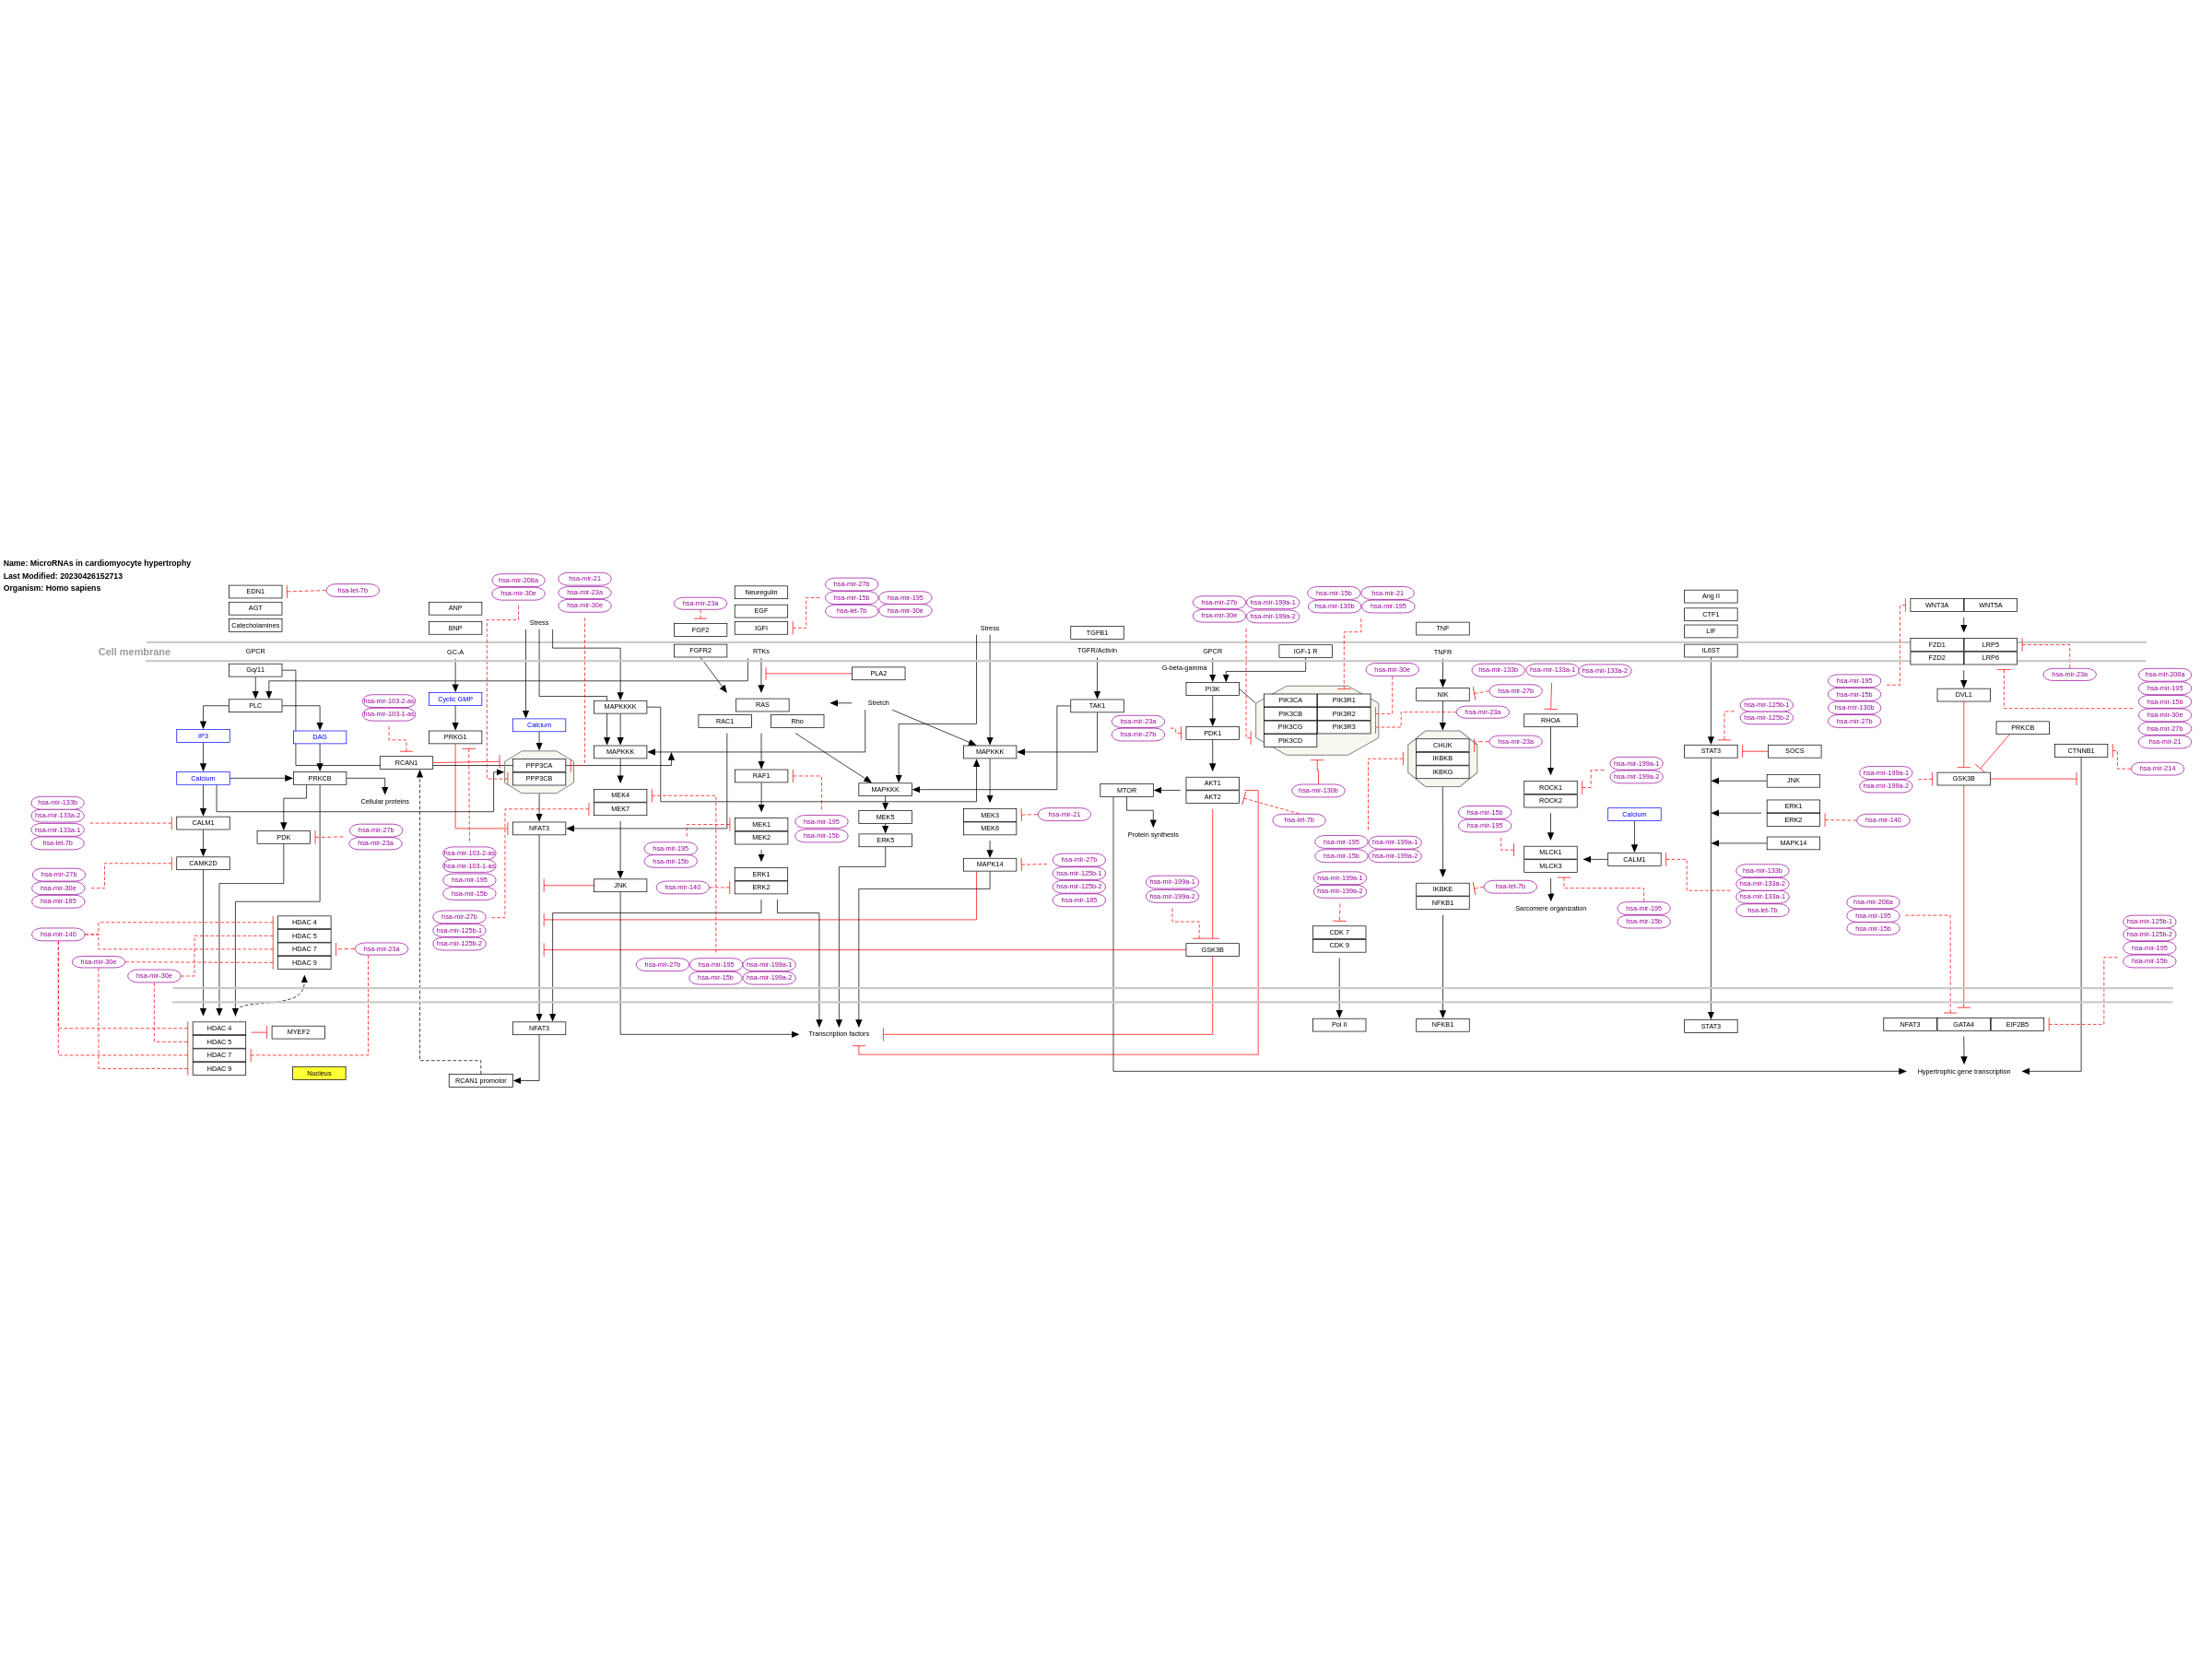 Name: MicroRNAs in cardiomyocyte hypertrophy
Last Modified: 20230426152713
Organism: Homo sapiens
Cell membrane
EDN1
hsa-let-7b
AGT
Catecholamines
GPCR
Gq/11
PLC
IP3
DAG
Calcium
PRKCB
Cellular proteins
CALM1
PDK
CAMK2D
hsa-mir-133b
hsa-mir-133a-2
hsa-mir-133a-1
hsa-let-7b
hsa-mir-27b
hsa-mir-23a
hsa-mir-27b
hsa-mir-30e
hsa-mir-185
hsa-mir-140
hsa-mir-30e
hsa-mir-30e
HDAC 4
HDAC 5
HDAC 7
HDAC 9
hsa-mir-23a
HDAC 4
HDAC 5
HDAC 7
HDAC 9
MYEF2
Nucleus
ANP
BNP
GC-A
Cyclic GMP
PRKG1
hsa-mir-103-2-as
hsa-mir-103-1-as
RCAN1
hsa-mir-103-2-as
hsa-mir-103-1-as
hsa-mir-195
hsa-mir-15b
hsa-mir-27b
hsa-mir-125b-1
hsa-mir-125b-2
hsa-mir-208a
hsa-mir-30e
hsa-mir-21
hsa-mir-23a
hsa-mir-30e
Stress
Calcium
PPP3CA
PPP3CB
NFAT3
NFAT3
RCAN1 promotor
MAPKKKK
MAPKKK
MEK4
MEK7
JNK
hsa-mir-23a
FGF2
FGFR2
Neuregulin
EGF
IGFI
RTKs
hsa-mir-27b
hsa-mir-15b
hsa-mir-195
hsa-let-7b
hsa-mir-30e
PLA2
RAS
RAC1
Rho
Stretch
RAF1
MEK1
MEK2
hsa-mir-195
hsa-mir-15b
hsa-mir-195
hsa-mir-15b
hsa-mir-140
ERK1
ERK2
hsa-mir-27b
hsa-mir-195
hsa-mir-199a-1
hsa-mir-15b
hsa-mir-199a-2
MAPKKK
MEK5
ERK5
Transcription factors
Stress
MAPKKK
MEK3
MEK6
hsa-mir-21
MAPK14
hsa-mir-27b
hsa-mir-125b-1
hsa-mir-125b-2
hsa-mir-185
TGFB1
TGFR/Activin
TAK1
hsa-mir-23a
hsa-mir-27b
MTOR
Protein synthesis
hsa-mir-199a-1
hsa-mir-199a-2
hsa-mir-27b
hsa-mir-199a-1
hsa-mir-30e
hsa-mir-199a-2
GPCR
G-beta-gamma
PI3K
PDK1
AKT1
AKT2
GSK3B
IGF-1 R
hsa-mir-15b
hsa-mir-21
hsa-mir-130b
hsa-mir-195
PIK3CA
PIK3R1
PIK3CB
PIK3R2
PIK3CG
PIK3R3
PIK3CD
hsa-mir-30e
hsa-mir-23a
hsa-mir-130b
hsa-let-7b
hsa-mir-195
hsa-mir-199a-1
hsa-mir-15b
hsa-mir-199a-2
hsa-mir-199a-1
hsa-mir-199a-2
CDK 7
CDK 9
Pol II
TNF
TNFR
NIK
hsa-mir-27b
CHUK
IKBKB
IKBKG
hsa-mir-23a
IKBKE
NFKB1
hsa-let-7b
NFKB1
hsa-mir-133b
hsa-mir-133a-1
hsa-mir-133a-2
RHOA
ROCK1
ROCK2
hsa-mir-199a-1
hsa-mir-199a-2
hsa-mir-15b
hsa-mir-195
MLCK1
MLCK3
Calcium
CALM1
Sarcomere organization
hsa-mir-195
hsa-mir-15b
hsa-mir-133b
hsa-mir-133a-2
hsa-mir-133a-1
hsa-let-7b
Ang II
CTF1
LIF
IL6ST
hsa-mir-125b-1
hsa-mir-125b-2
STAT3
SOCS
JNK
ERK1
ERK2
hsa-mir-140
MAPK14
STAT3
hsa-mir-195
hsa-mir-15b
hsa-mir-130b
hsa-mir-27b
WNT3A
WNT5A
FZD1
LRP5
FZD2
LRP6
DVL1
hsa-mir-23a
hsa-mir-208a
hsa-mir-195
hsa-mir-15b
hsa-mir-30e
hsa-mir-27b
hsa-mir-21
PRKCB
CTNNB1
hsa-mir-214
hsa-mir-199a-1
hsa-mir-199a-2
GSK3B
hsa-mir-208a
hsa-mir-195
hsa-mir-15b
hsa-mir-125b-1
hsa-mir-125b-2
hsa-mir-195
hsa-mir-15b
NFAT3
GATA4
EIF2B5
Hypertrophic gene transcription